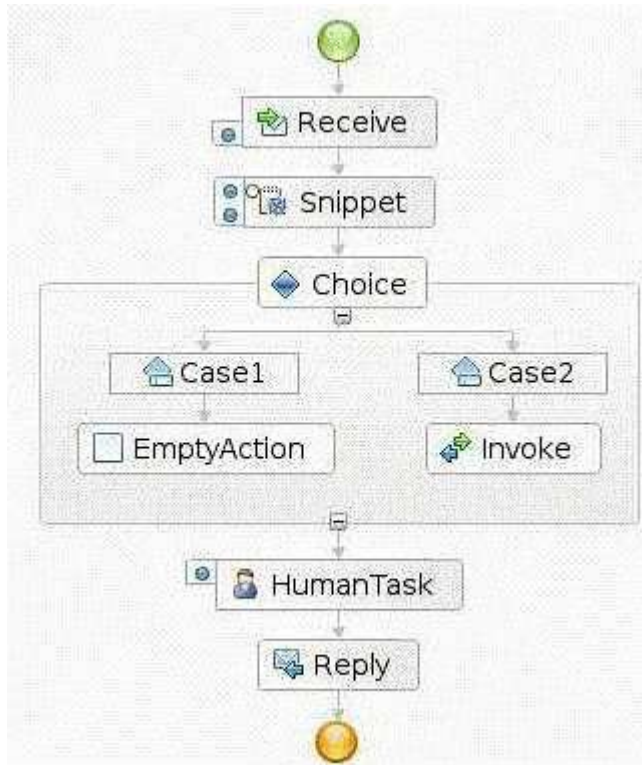 Receive
Snippet
Choice
Case1
Case2
EmptyAction
Invoke
HumanTask
Reply